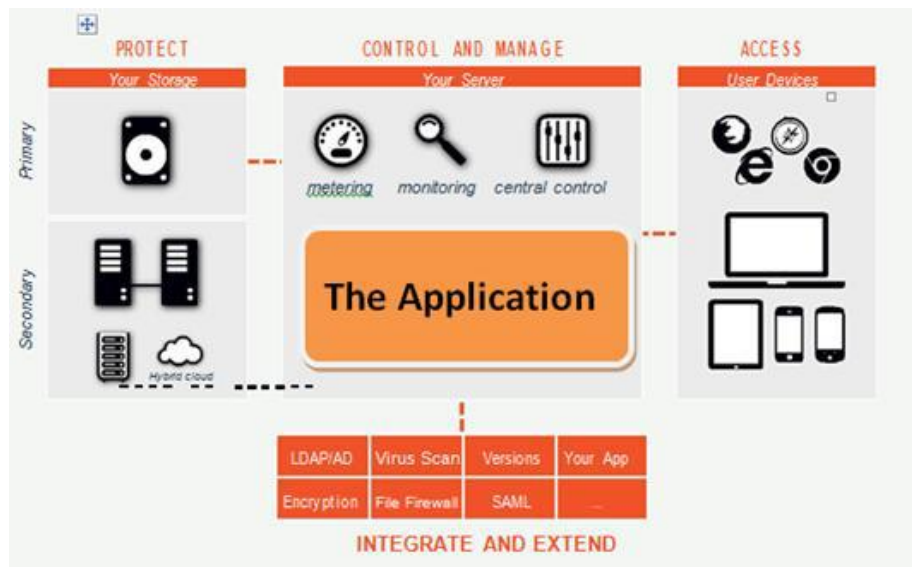 PROTECT
CONTROL AND MANAGE
ACCESS
Your Storage
Your Server
User Devices
Primary
metering
monitoring
central control
Secondary
The Application
Hybrid cloud
LDAP/AD
Virus Scan
Versions
Your App
Encryption
File Firewall
SAML
...
INTEGRATE AND EXTEND